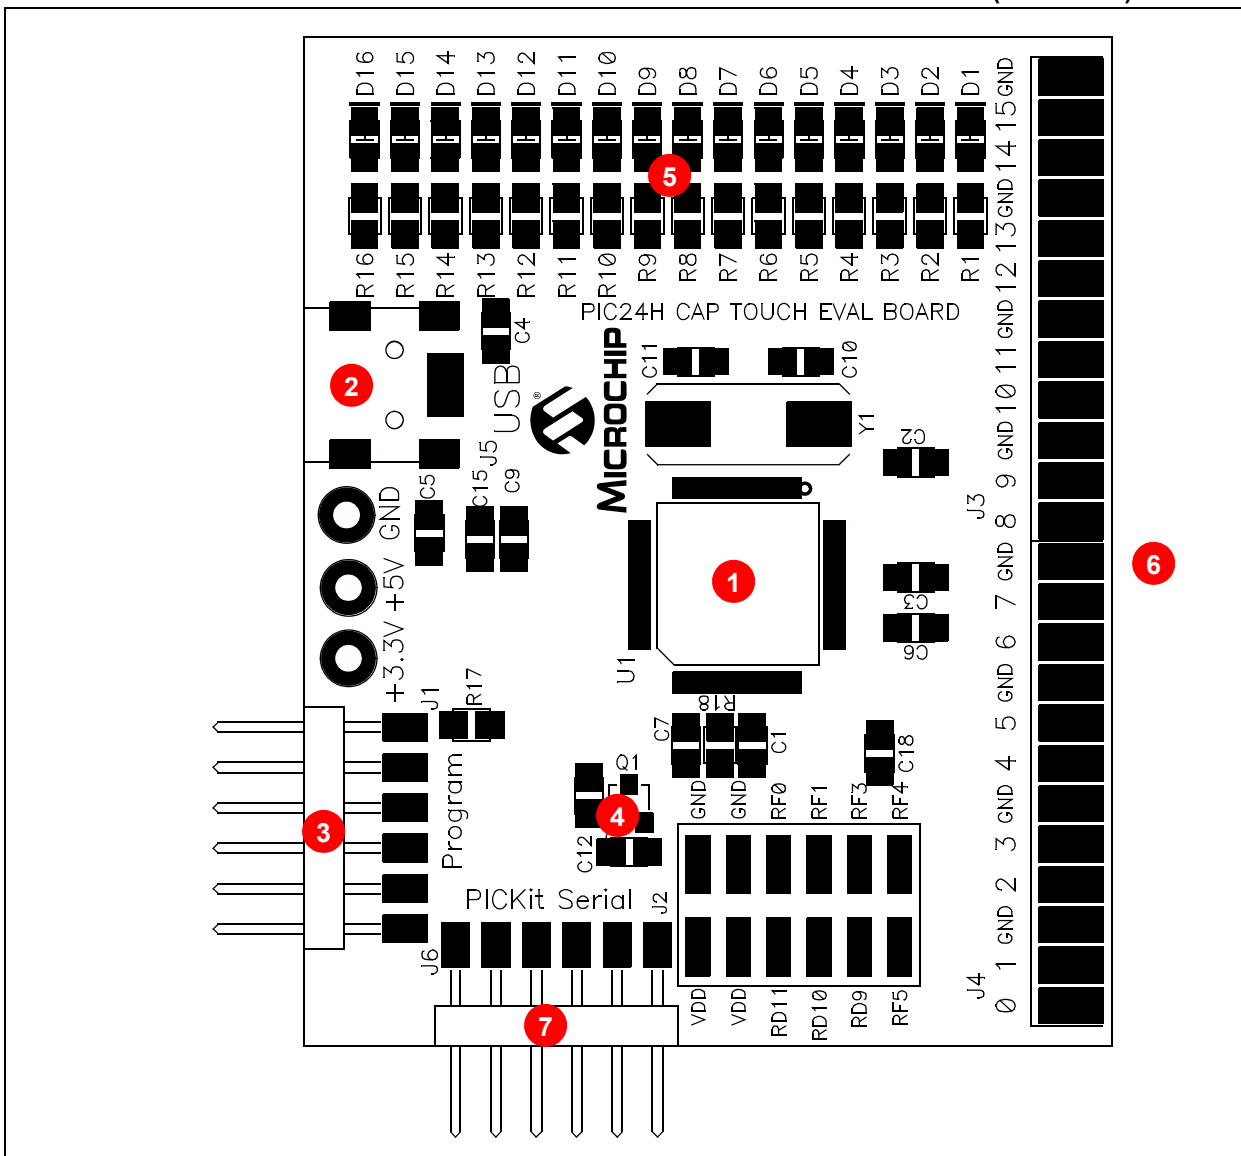 D16 D15 D14 D13 D12 D11 D10 D9 D8 D7 D6 D5 D4 D3 D2 D1
5
R16 R15 R14 R13 R12 R11 R10 R9 R8 R7 R6 R5 R4 R3 R2 R1
PIC24H CAP TOUCH EVAL BOARD
C4
C11
C10
2
USB
J5
®
MICROCHIP
Y1
C2
C5
C15
C9
GND
+5V
+3.3V
1
U1
C3
C6
J1
R17
R18
C7
C1
C18
3
Program
Q1
4
C12
GND GND RF0 RF1 RF3 RF4
PICKit Serial
J2
J6
VDD VDD RD11 RD10 RD9 RF5
7
GND
15
14
GND
13
12
GND
11
10
GND
9
8
J3
GND
7
6
GND
5
4
GND
3
2
GND
1
0
J4
6